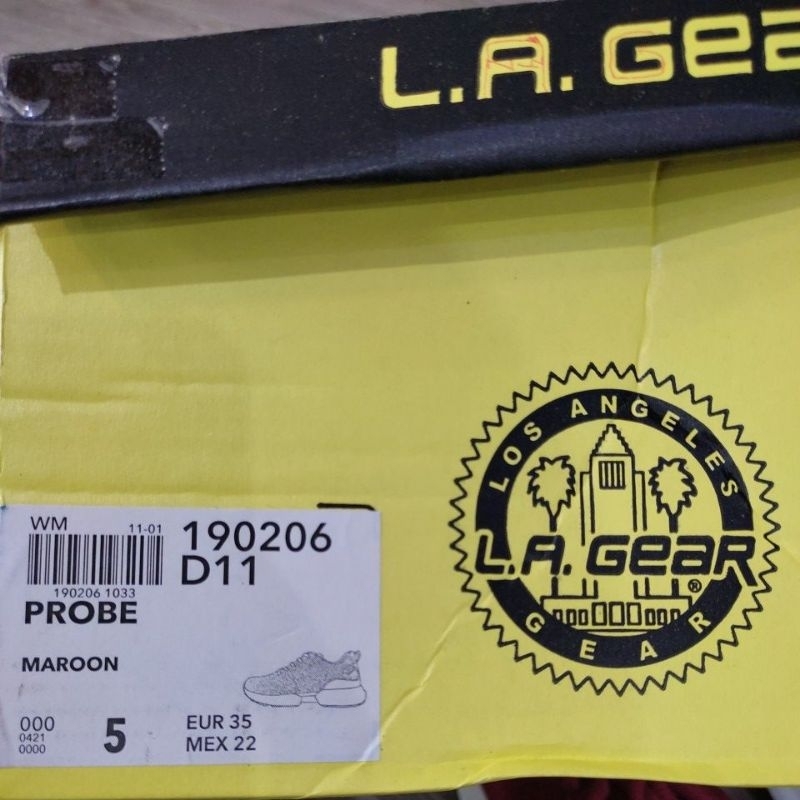 L.A. Gea
LOS ANGELES
L.A. GeaR®
GEAR
WM
11-01
190206
D11
190206 1033
PROBE
MAROON
000
0421
0000
5
EUR 35
MEX 22